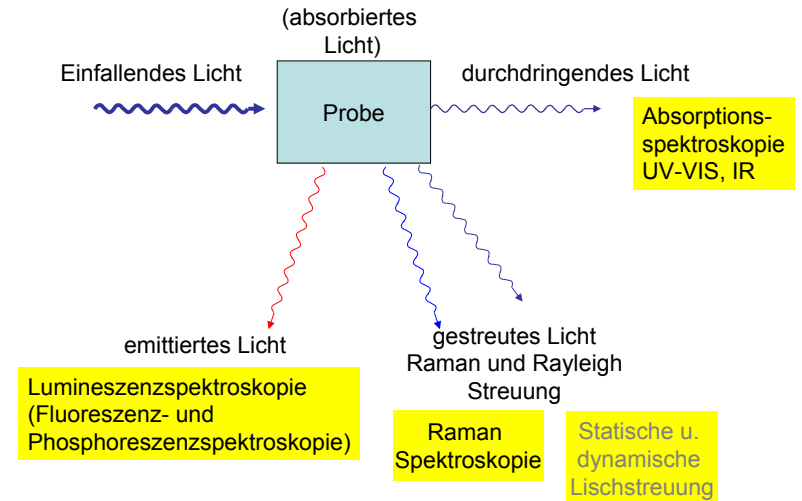 (absorbiertes
Licht)
Einfallendes Licht
Probe
durchdringendes Licht
Absorptions-
spektroskopie
UV-VIS, IR
emittiertes Licht
Lumineszenzspektroskopie
(Fluoreszenz- und
Phosphoreszenzspektroskopie)
gestreutes Licht
Raman und Rayleigh
Streuung
Raman
Spektroskopie
Statische u.
dynamische
Lischstreuung